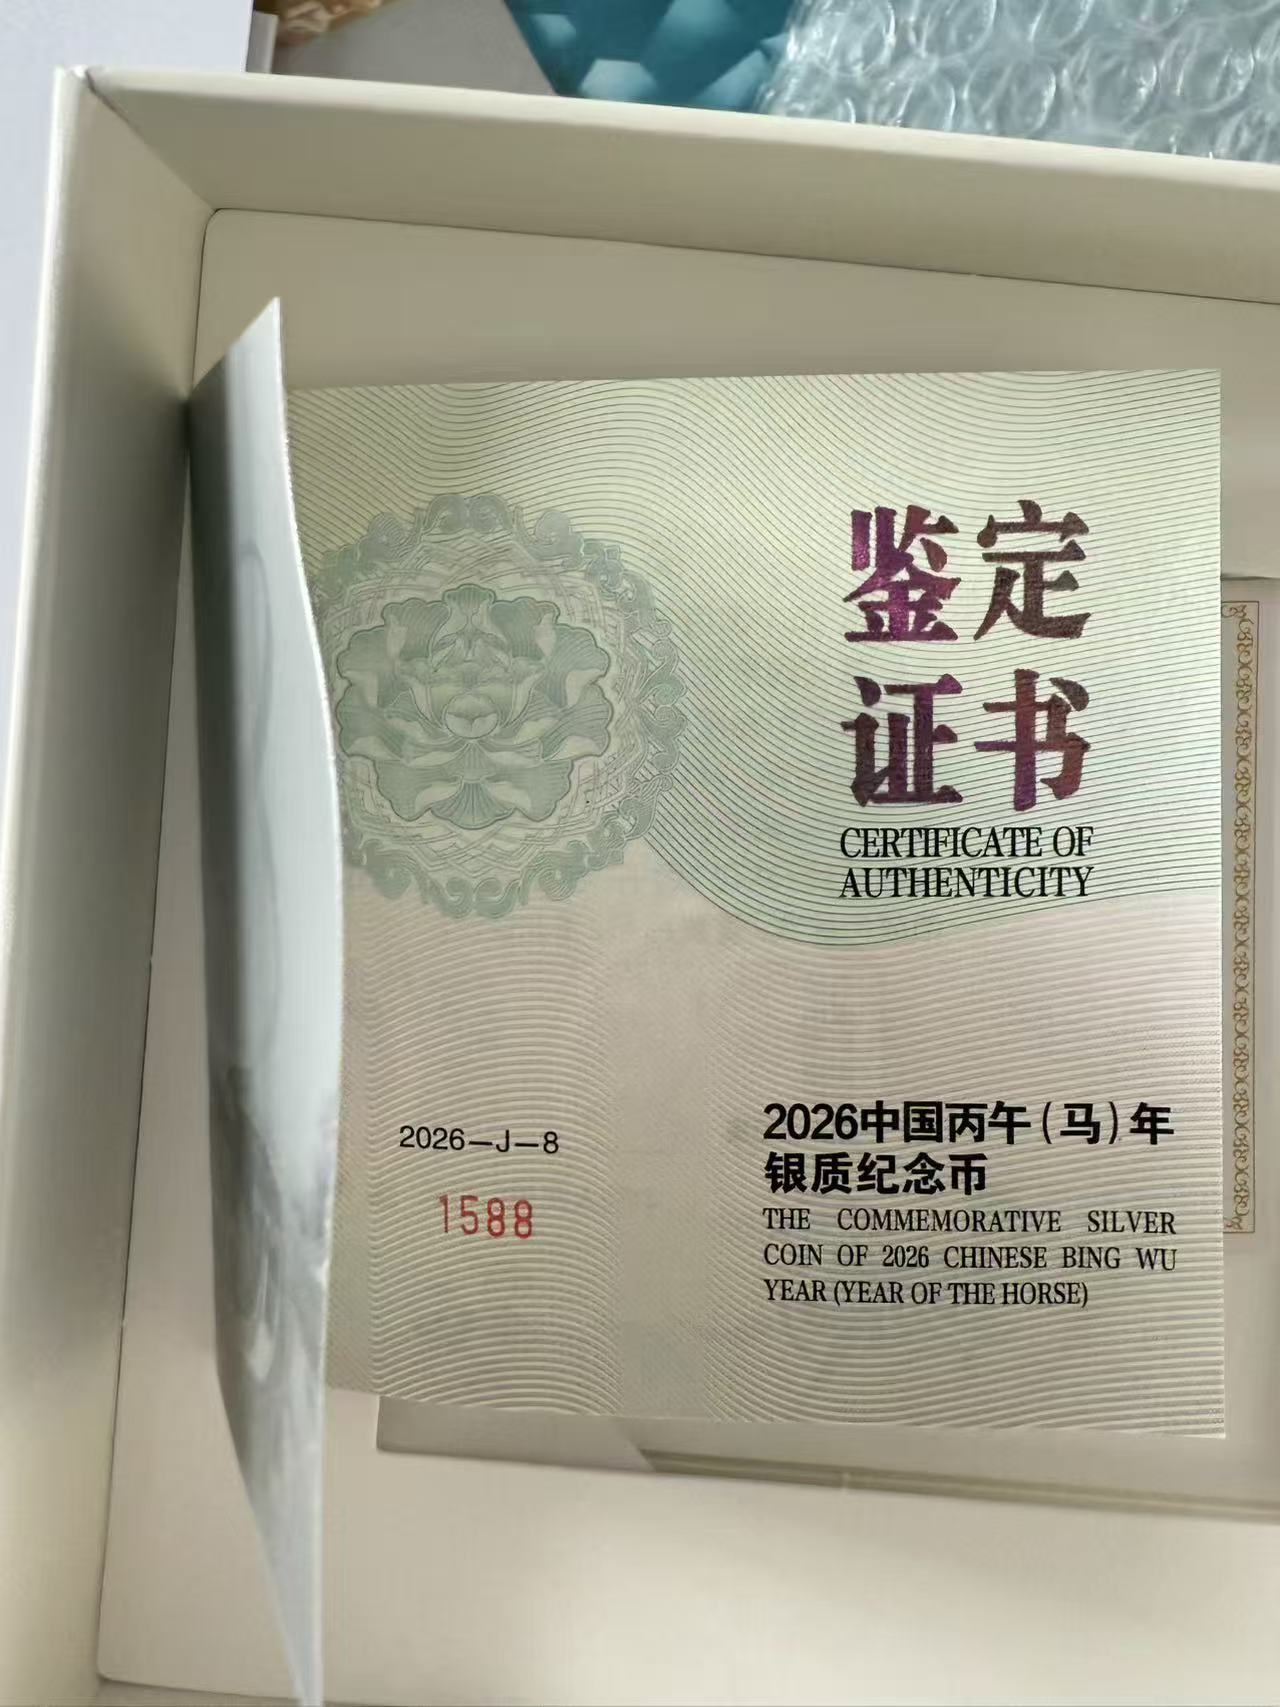 鉴定
证书
CERTIFICATE OF
AUTHENTICITY
2026—J—8
1588
2026中国丙午(马)年
银质纪念币
THE COMMEMORATIVE SILVER
COIN OF 2026 CHINESE BING WU
YEAR (YEAR OF THE HORSE)